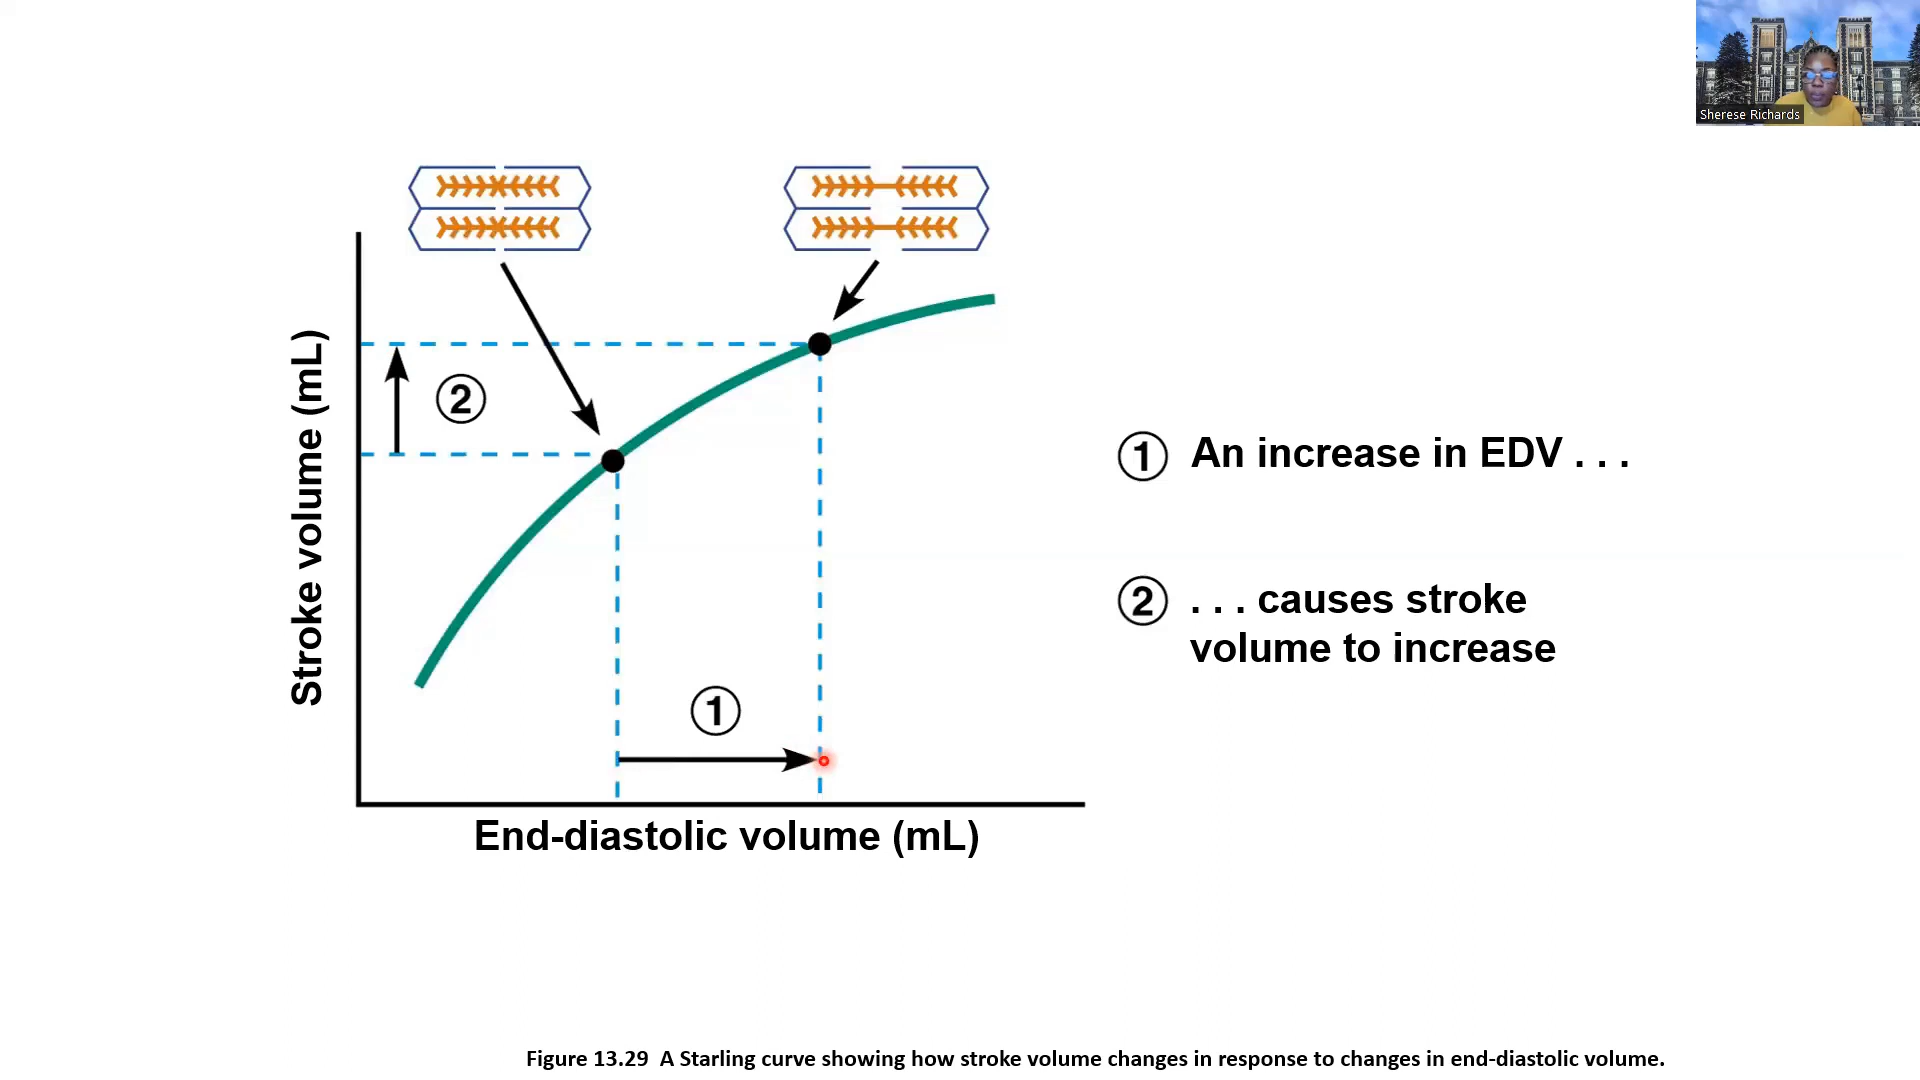 Sherese Richards
Stroke volume (mL)
2
1
End-diastolic volume (mL)
1 An increase in EDV . . .
2 . . . causes stroke
volume to increase
Figure 13.29 A Starling curve showing how stroke volume changes in response to changes in end-diastolic volume.